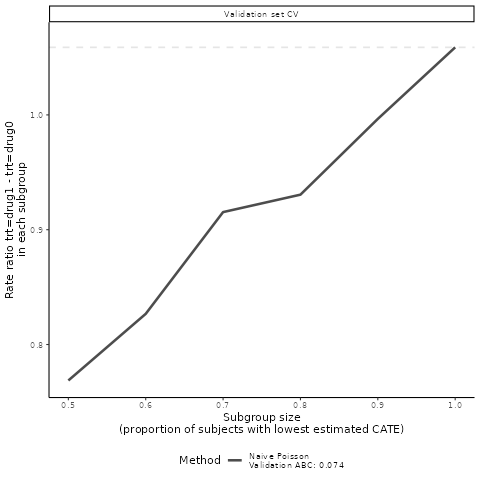 Validation set CV
Rate ratio trt=drug1 - trt=drug0
in each subgroup
1.0
0.9
0.8
0.5 0.6 0.7 0.8 0.9 1.0
Subgroup size
(proportion of subjects with lowest estimated CATE)
Method
Naive Poisson
Validation ABC: 0.074